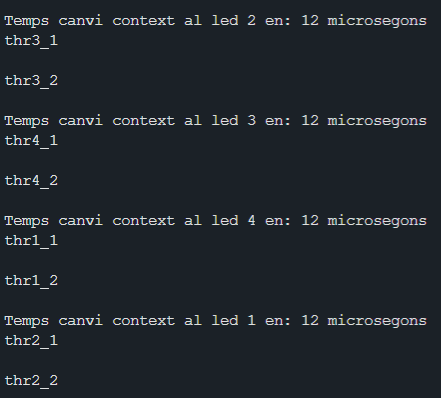 Temps canvi context al led 2 en: 12 microsegons
thr3_1
thr3_2
Temps canvi context al led 3 en: 12 microsegons
thr4_1
thr4_2
Temps canvi context al led 4 en: 12 microsegons
thr1_1
thr1_2
Temps canvi context al led 1 en: 12 microsegons
thr2_1
thr2_2